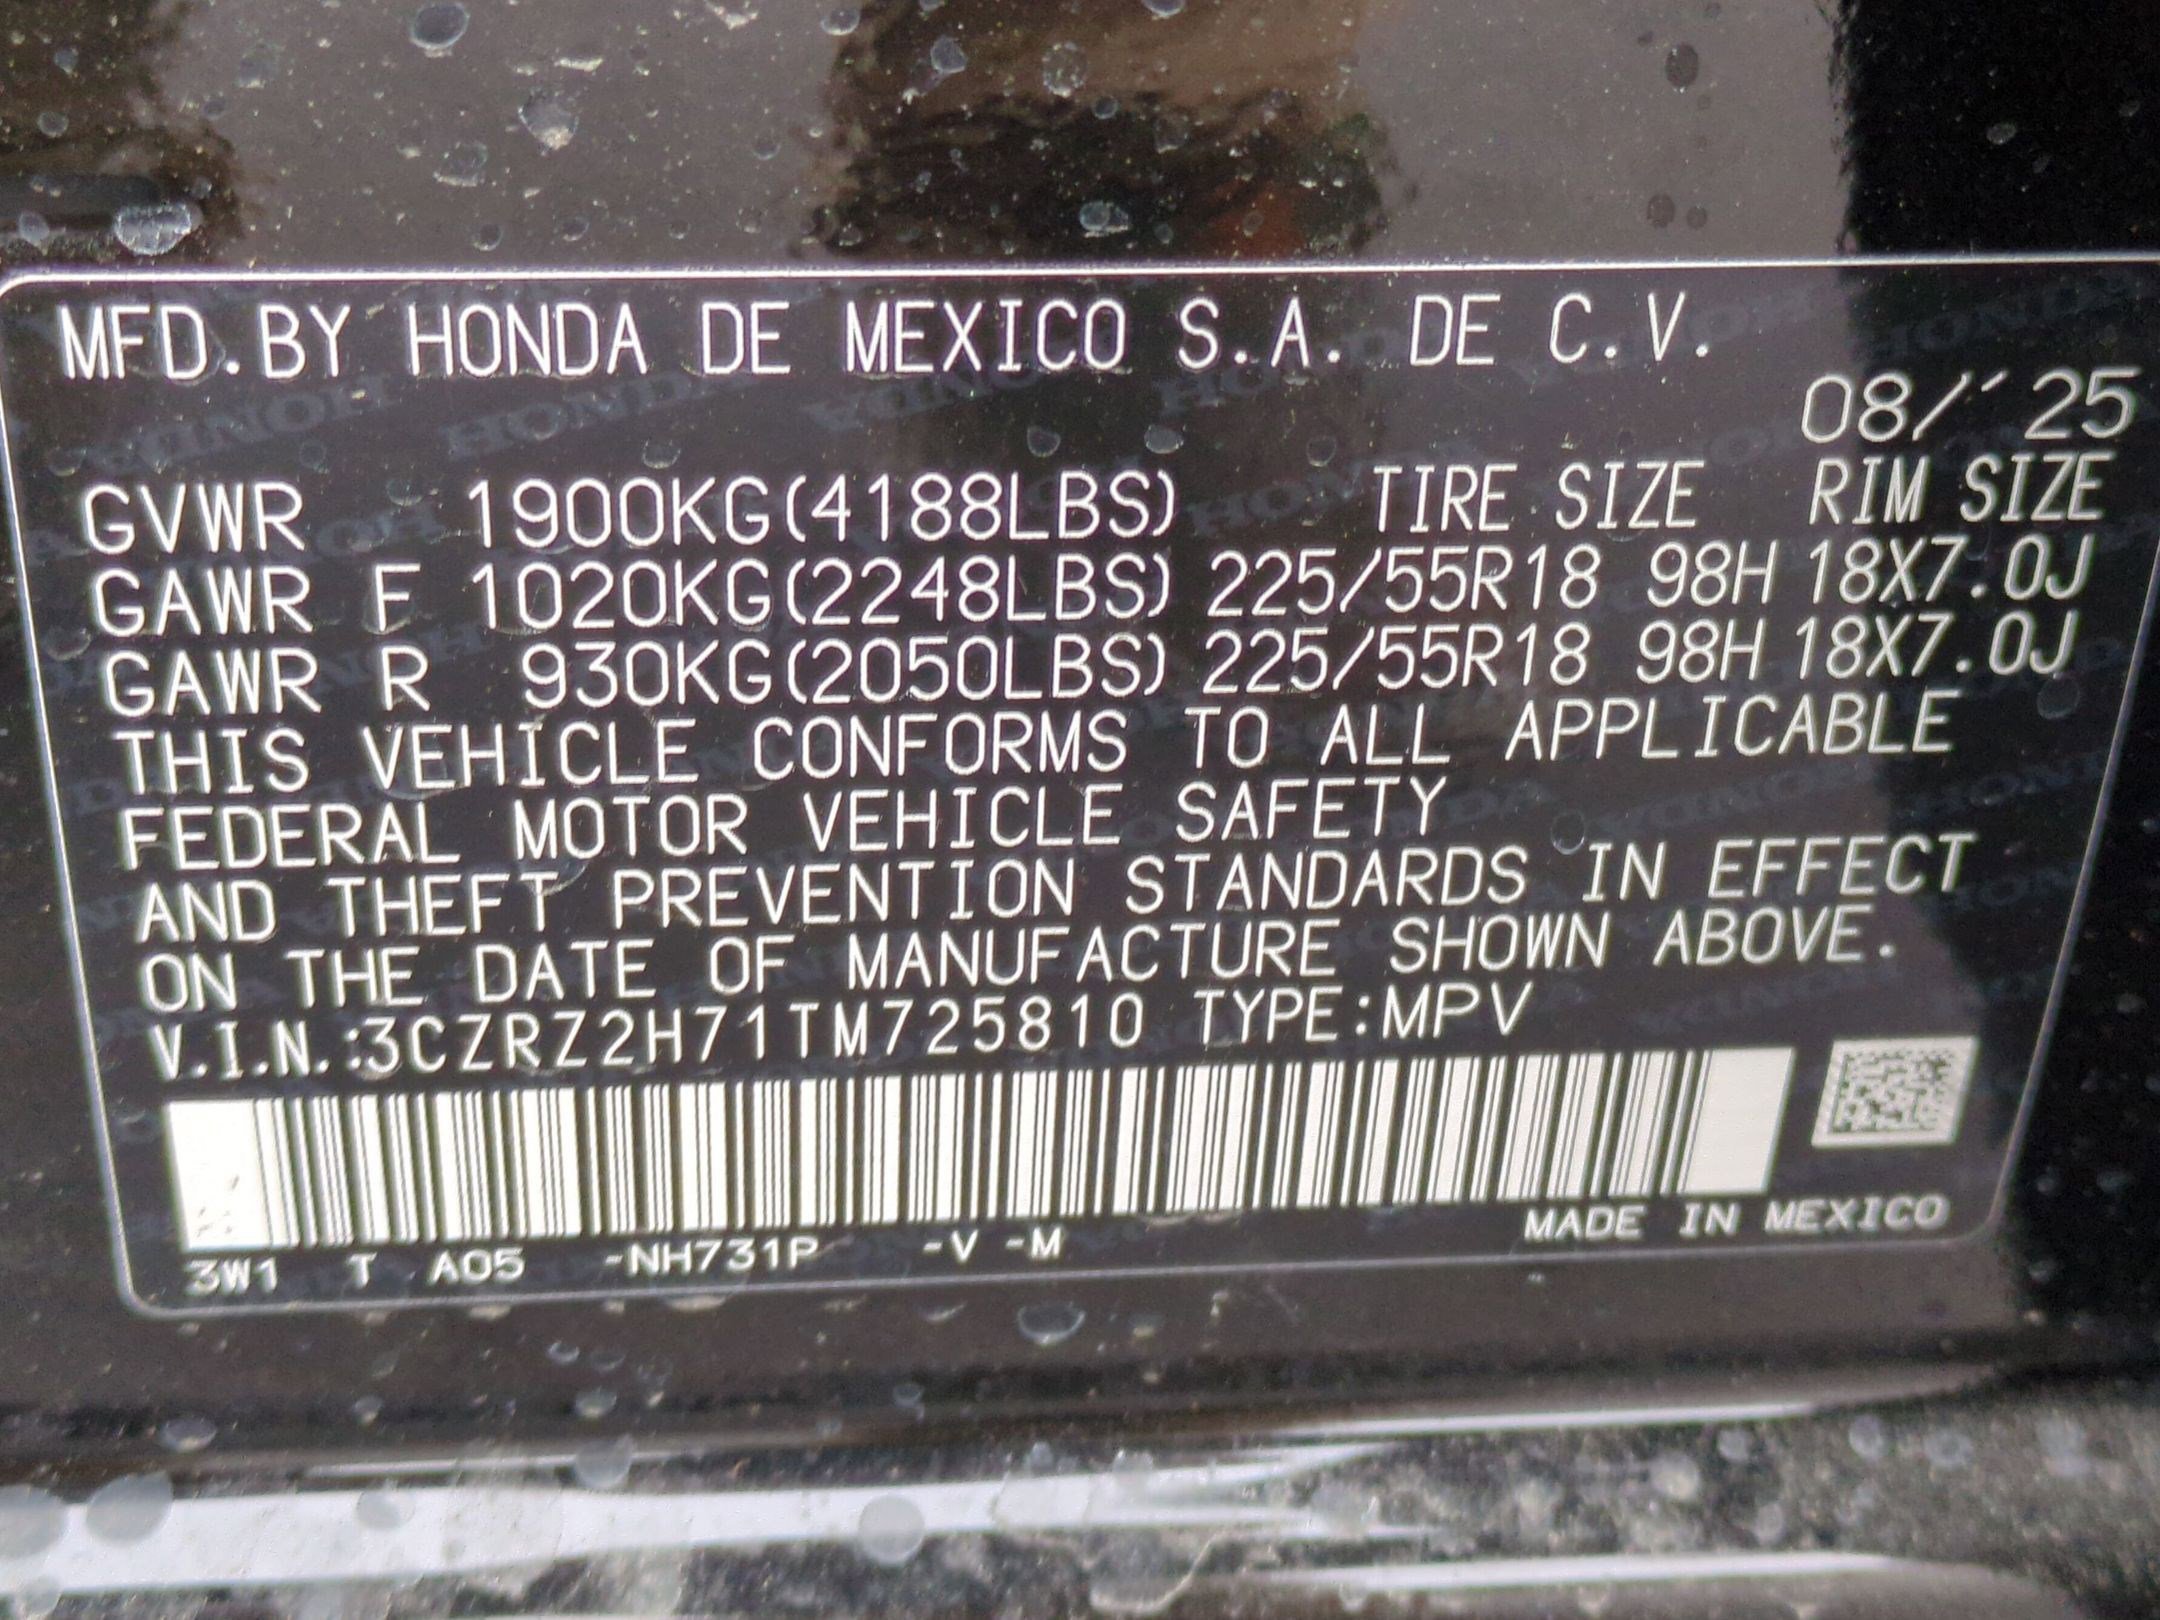 MFD.BY HONDA DE MEXICO S.A. DE C.V.
08/''25
GVWR 1900KG(4188LBS) TIRE SIZE RIM SIZE
GAWR F 1020KG(2248LBS) 225/55R18 98H 18X7.0J
GAWR R 930KG(2050LBS) 225/55R18 98H 18X7.0J
THIS VEHICLE CONFORMS TO ALL APPLICABLE
FEDERAL MOTOR VEHICLE SAFETY
AND THEFT PREVENTION STANDARDS IN EFFECT
ON THE DATE OF MANUFACTURE SHOWN ABOVE.
V.I.N.:3CZRZ2H71TM725810 TYPE:MPV
MADE IN MEXICO
3W1 T A05 -NH731P -V -M